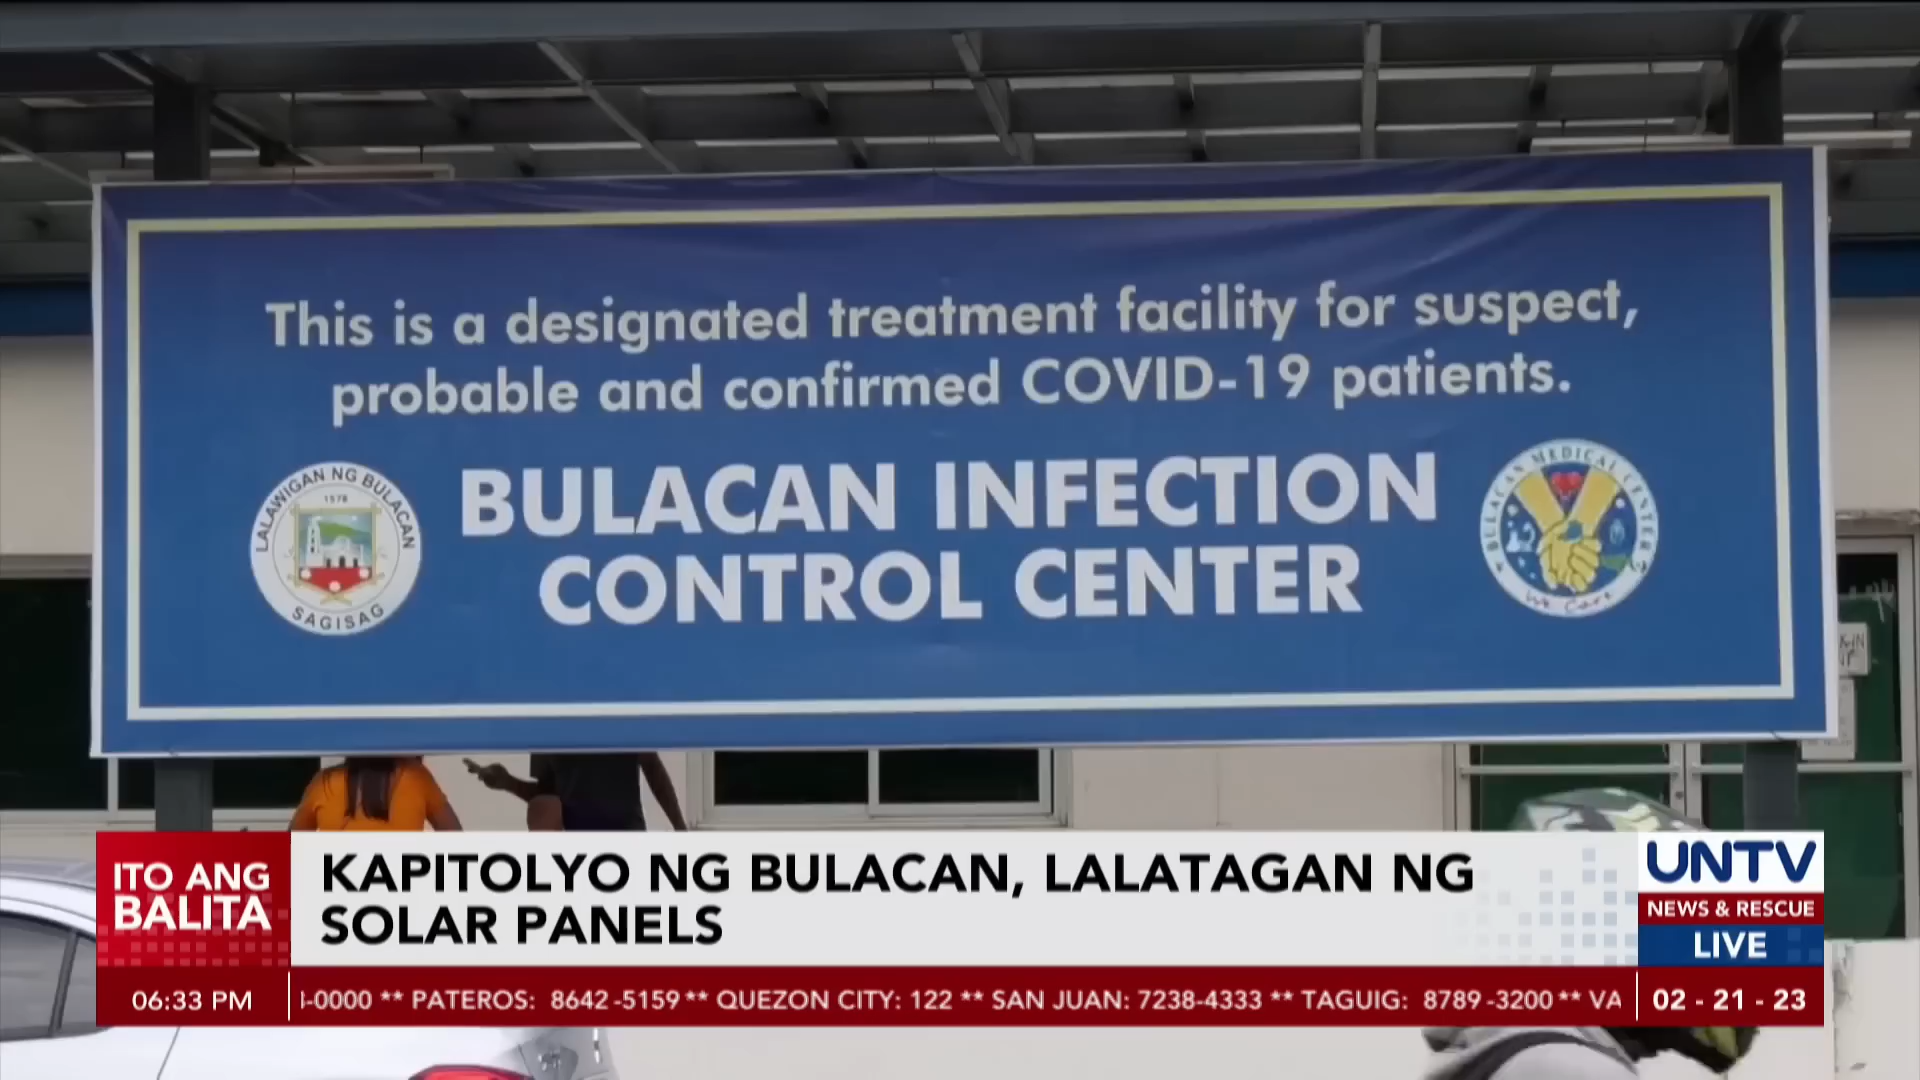 This is a designated treatment facility for suspect,
probable and confirmed COVID-19 patients.
LALAWIGAN NG BULACAN
1578
SAGISAG
BULACAN INFECTION
CONTROL CENTER
BULACAN MEDICAL CENTER
We Care
ITO ANG
BALITA
KAPITOLYO NG BULACAN, LALATAGAN NG
SOLAR PANELS
UNTV
NEWS & RESCUE
LIVE
06:33 PM
-0000 ** PATEROS: 8642-5159 ** QUEZON CITY: 122 ** SAN JUAN: 7238-4333 ** TAGUIG: 8789-3200 ** VA
02 - 21 - 23